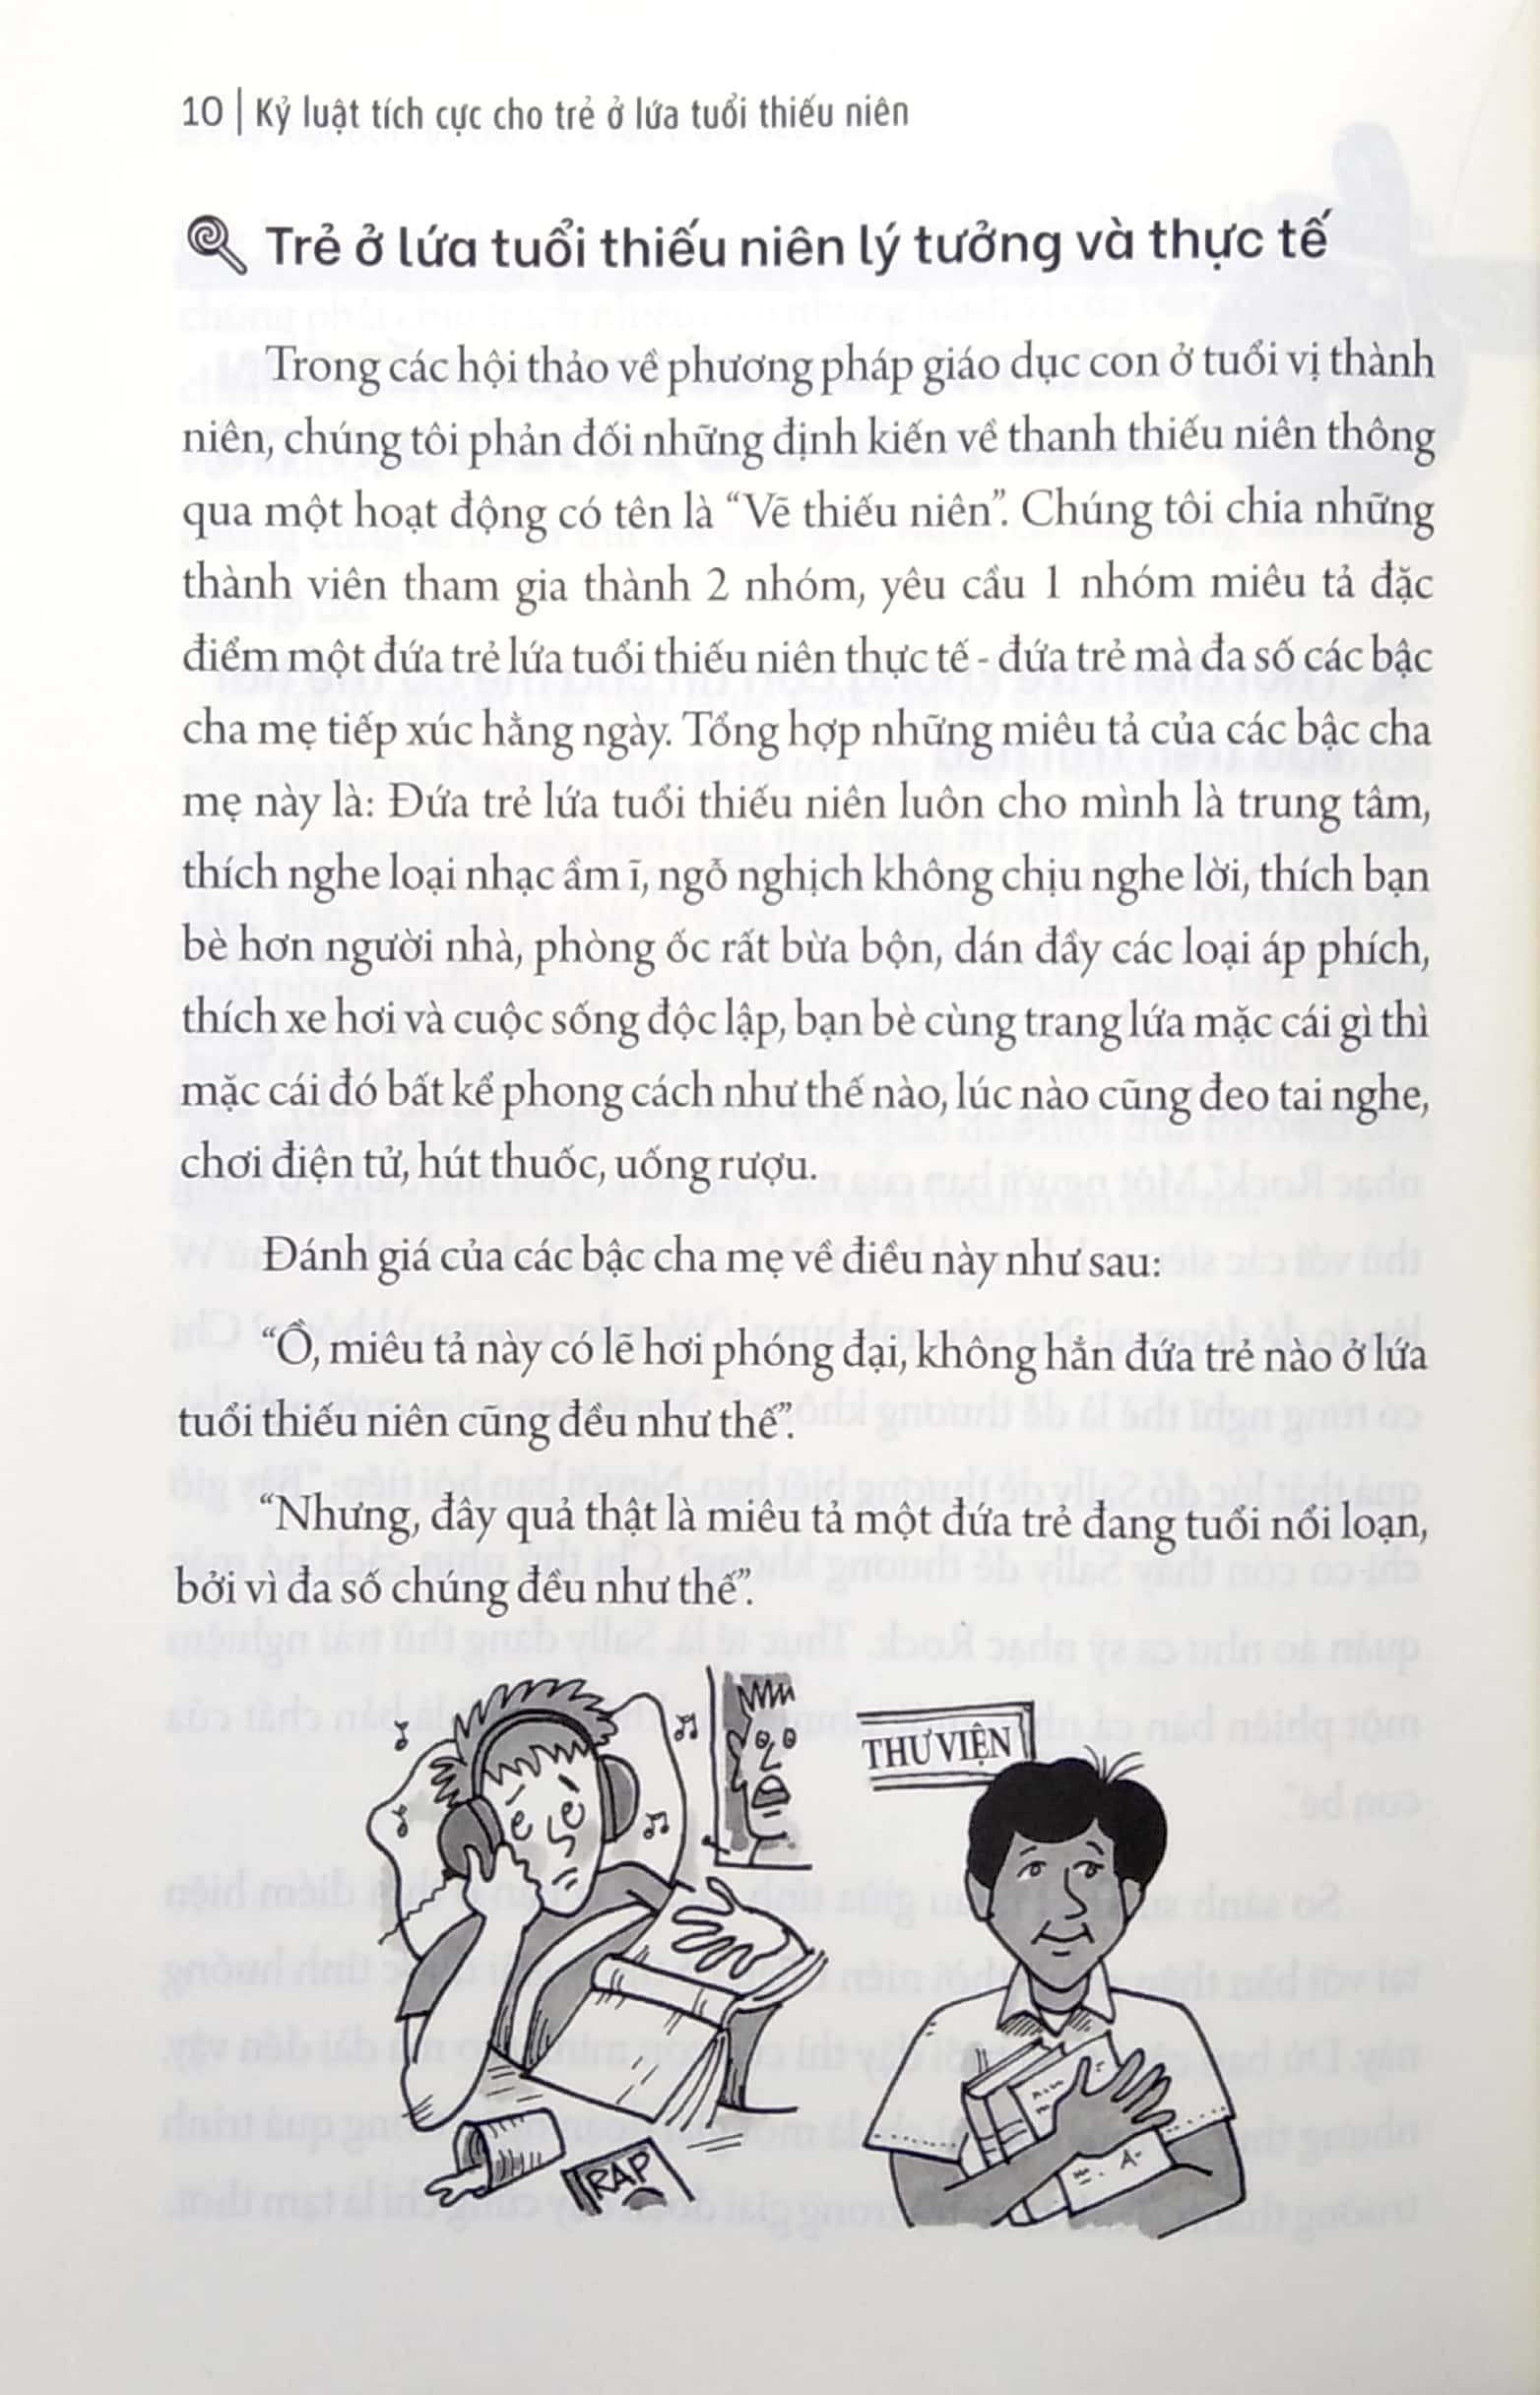 10 | Kỷ luật tích cực cho trẻ ở lứa tuổi thiếu niên
Trẻ ở lứa tuổi thiếu niên lý tưởng và thực tế
Trong các hội thảo về phương pháp giáo dục con ở tuổi vị thành
niên, chúng tôi phản đối những định kiến về thanh thiếu niên thông
qua một hoạt động có tên là “Vẽ thiếu niên”. Chúng tôi chia những
thành viên tham gia thành 2 nhóm, yêu cầu 1 nhóm miêu tả đặc
điểm một đứa trẻ lứa tuổi thiếu niên thực tế - đứa trẻ mà đa số các bậc
cha mẹ tiếp xúc hằng ngày. Tổng hợp những miêu tả của các bậc cha
mẹ này là: Đứa trẻ lứa tuổi thiếu niên luôn cho mình là trung tâm,
thích nghe loại nhạc ầm ĩ, ngỗ nghịch không chịu nghe lời, thích bạn
bè hơn người nhà, phòng ốc rất bừa bộn, dán đầy các loại áp phích,
thích xe hơi và cuộc sống độc lập, bạn bè cùng trang lứa mặc cái gì thì
mặc cái đó bất kể phong cách như thế nào, lúc nào cũng đeo tai nghe,
chơi điện tử, hút thuốc, uống rượu.
Đánh giá của các bậc cha mẹ về điều này như sau:
“Ồ, miêu tả này có lẽ hơi phóng đại, không hẳn đứa trẻ nào ở lứa
tuổi thiếu niên cũng đều như thế”.
“Nhưng, đây quả thật là miêu tả một đứa trẻ đang tuổi nổi loạn,
bởi vì đa số chúng đều như thế”.
THƯ VIỆN
RAP
A-